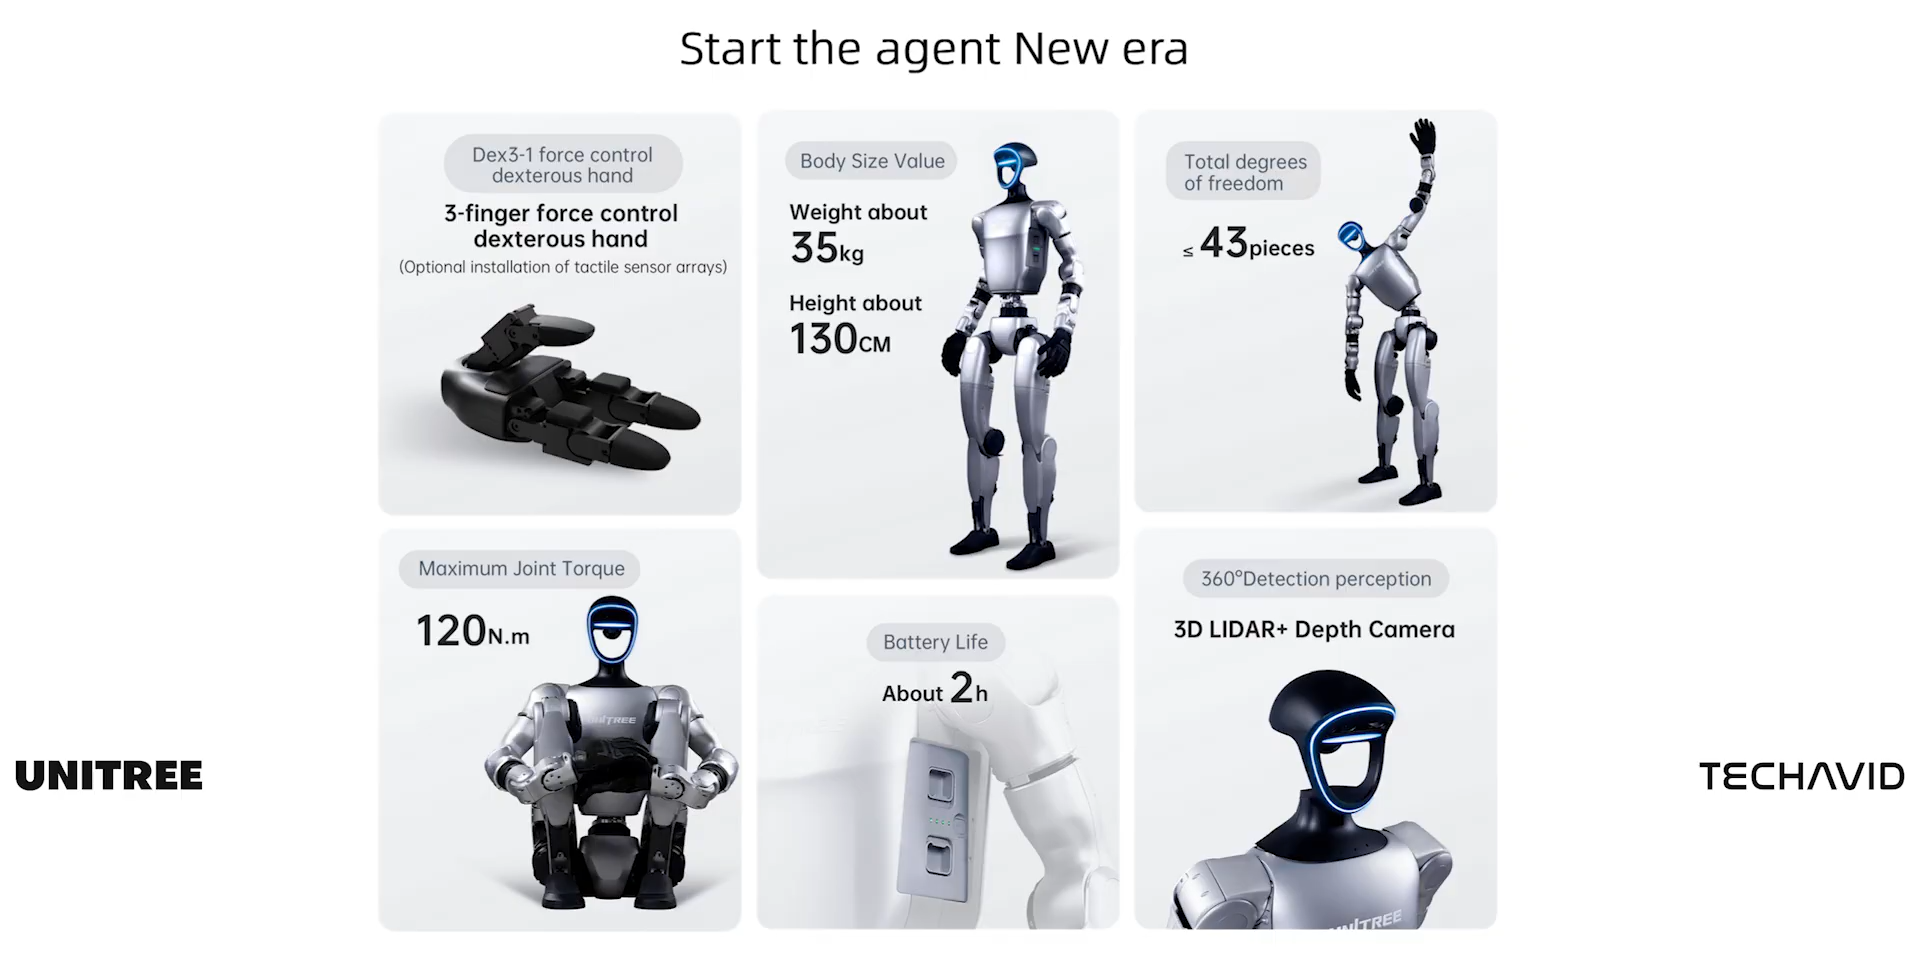 Start the agent New era
Dex3-1 force control
dexterous hand
3-finger force control
dexterous hand
(Optional installation of tactile sensor arrays)
Body Size Value
Weight about
35kg
Height about
130CM
Total degrees
of freedom
≤ 43pieces
Maximum Joint Torque
120N.m
UNITREE
Battery Life
About 2h
360°Detection perception
3D LIDAR+ Depth Camera
UNITREE
UNITREE
TECHAVID